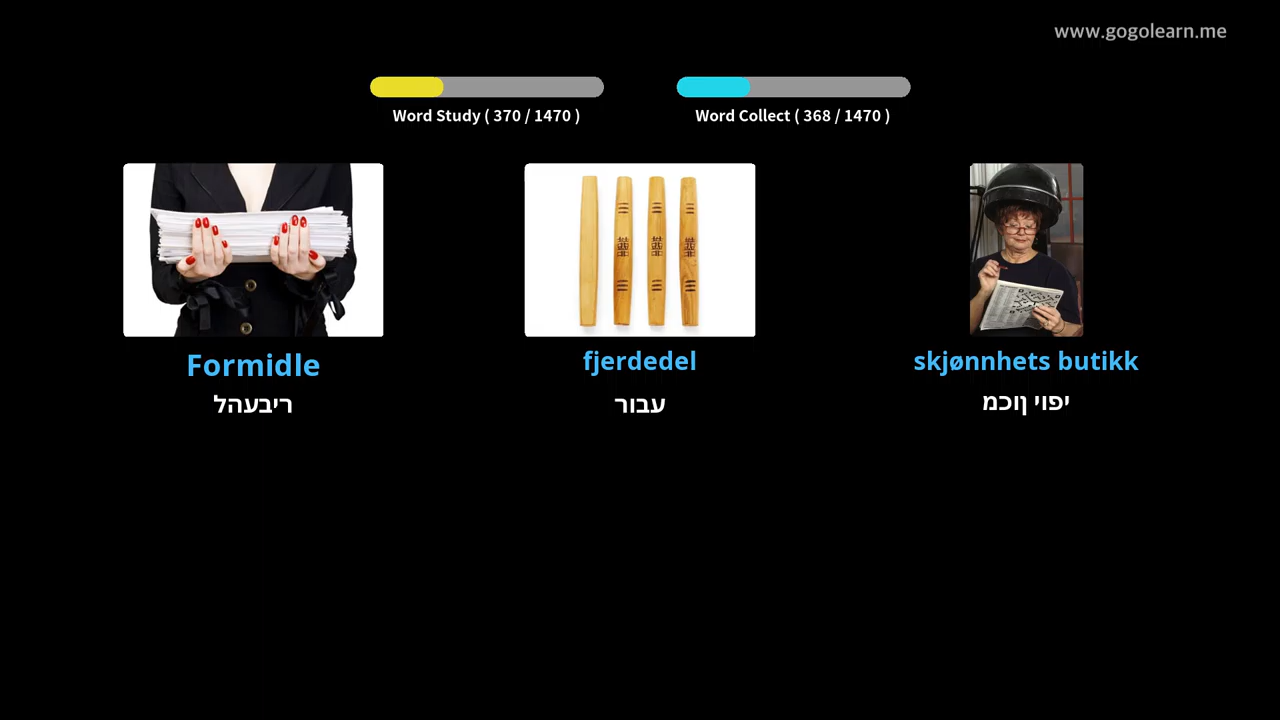 www.gogolearn.me
Word Study ( 370 / 1470 )
Word Collect ( 368 / 1470 )
Formidle
ריבעהל
fjerdedel
עבור
skjønnhets butikk
יפוי ןוכמ